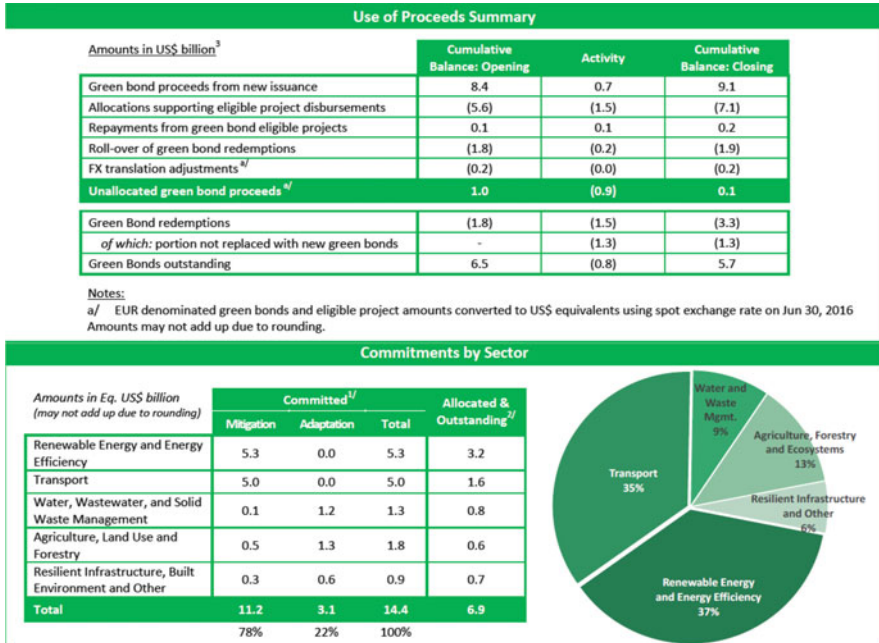 Use of Proceeds Summary
Amounts in US$ billion³ Cumulative Balance: Opening Activity Cumulative Balance: Closing
Green bond proceeds from new issuance 8.4 0.7 9.1
Allocations supporting eligible project disbursements (5.6) (1.5) (7.1)
Repayments from green bond eligible projects 0.1 0.1 0.2
Roll-over of green bond redemptions (1.8) (0.2) (1.9)
FX translation adjustments a/ (0.2) (0.0) (0.2)
Unallocated green bond proceeds a/ 1.0 (0.9) 0.1
Green Bond redemptions (1.8) (1.5) (3.3)
of which: portion not replaced with new green bonds - (1.3) (1.3)
Green Bonds outstanding 6.5 (0.8) 5.7
Notes:
a/ EUR denominated green bonds and eligible project amounts converted to US$ equivalents using spot exchange rate on Jun 30, 2016
Amounts may not add up due to rounding.
Commitments by Sector
Amounts in Eq. US$ billion
(may not add up due to rounding)
Committed 1/
Allocated & Outstanding 2/
Mitigation Adaptation Total
Renewable Energy and Energy Efficiency 5.3 0.0 5.3 3.2
Transport 5.0 0.0 5.0 1.6
Water, Wastewater, and Solid Waste Management 0.1 1.2 1.3 0.8
Agriculture, Land Use and Forestry 0.5 1.3 1.8 0.6
Resilient Infrastructure, Built Environment and Other 0.3 0.6 0.9 0.7
Total 11.2 3.1 14.4 6.9
78% 22% 100%
Water and
Waste
Mgmt.
9%
Agriculture, Forestry
and Ecosystems
13%
Resilient Infrastructure
and Other
6%
Transport
35%
Renewable Energy
and Energy Efficiency
37%